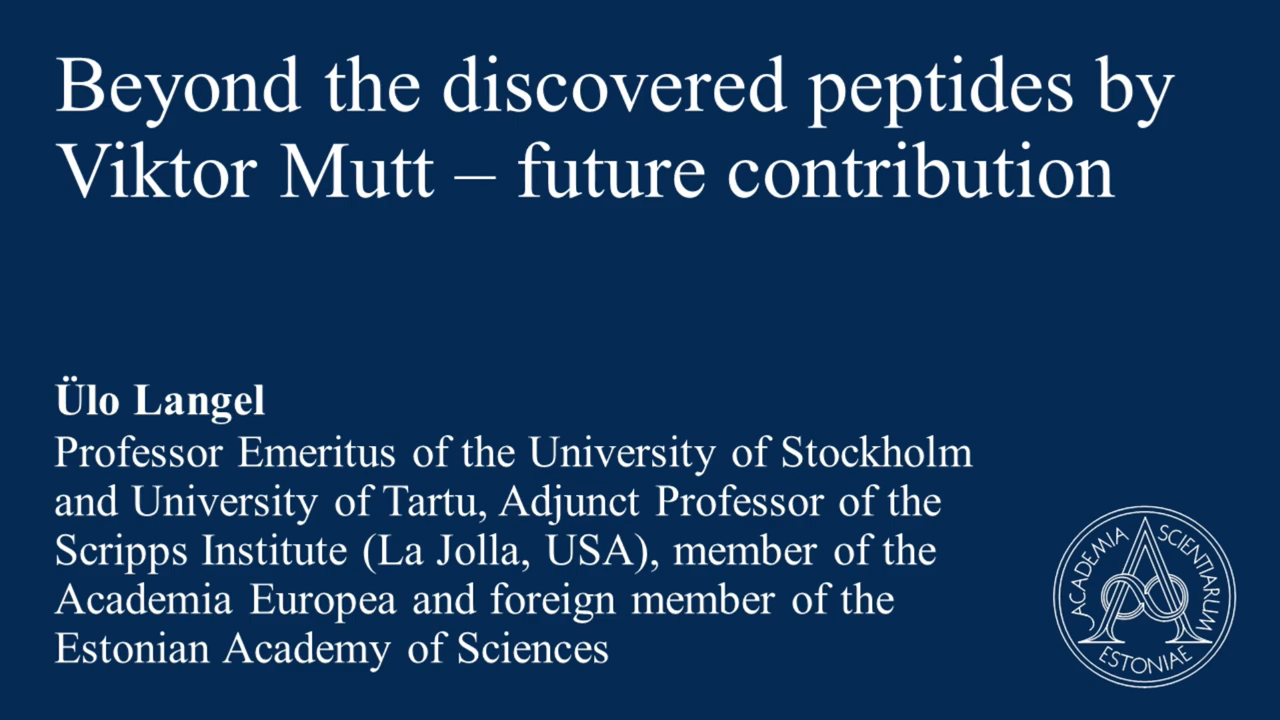 Beyond the discovered peptides by
Viktor Mutt – future contribution
Ülo Langel
Professor Emeritus of the University of Stockholm
and University of Tartu, Adjunct Professor of the
Scripps Institute (La Jolla, USA), member of the
Academia Europea and foreign member of the
Estonian Academy of Sciences
ACADEMIA SCIENTIARUM
ESTONIAE